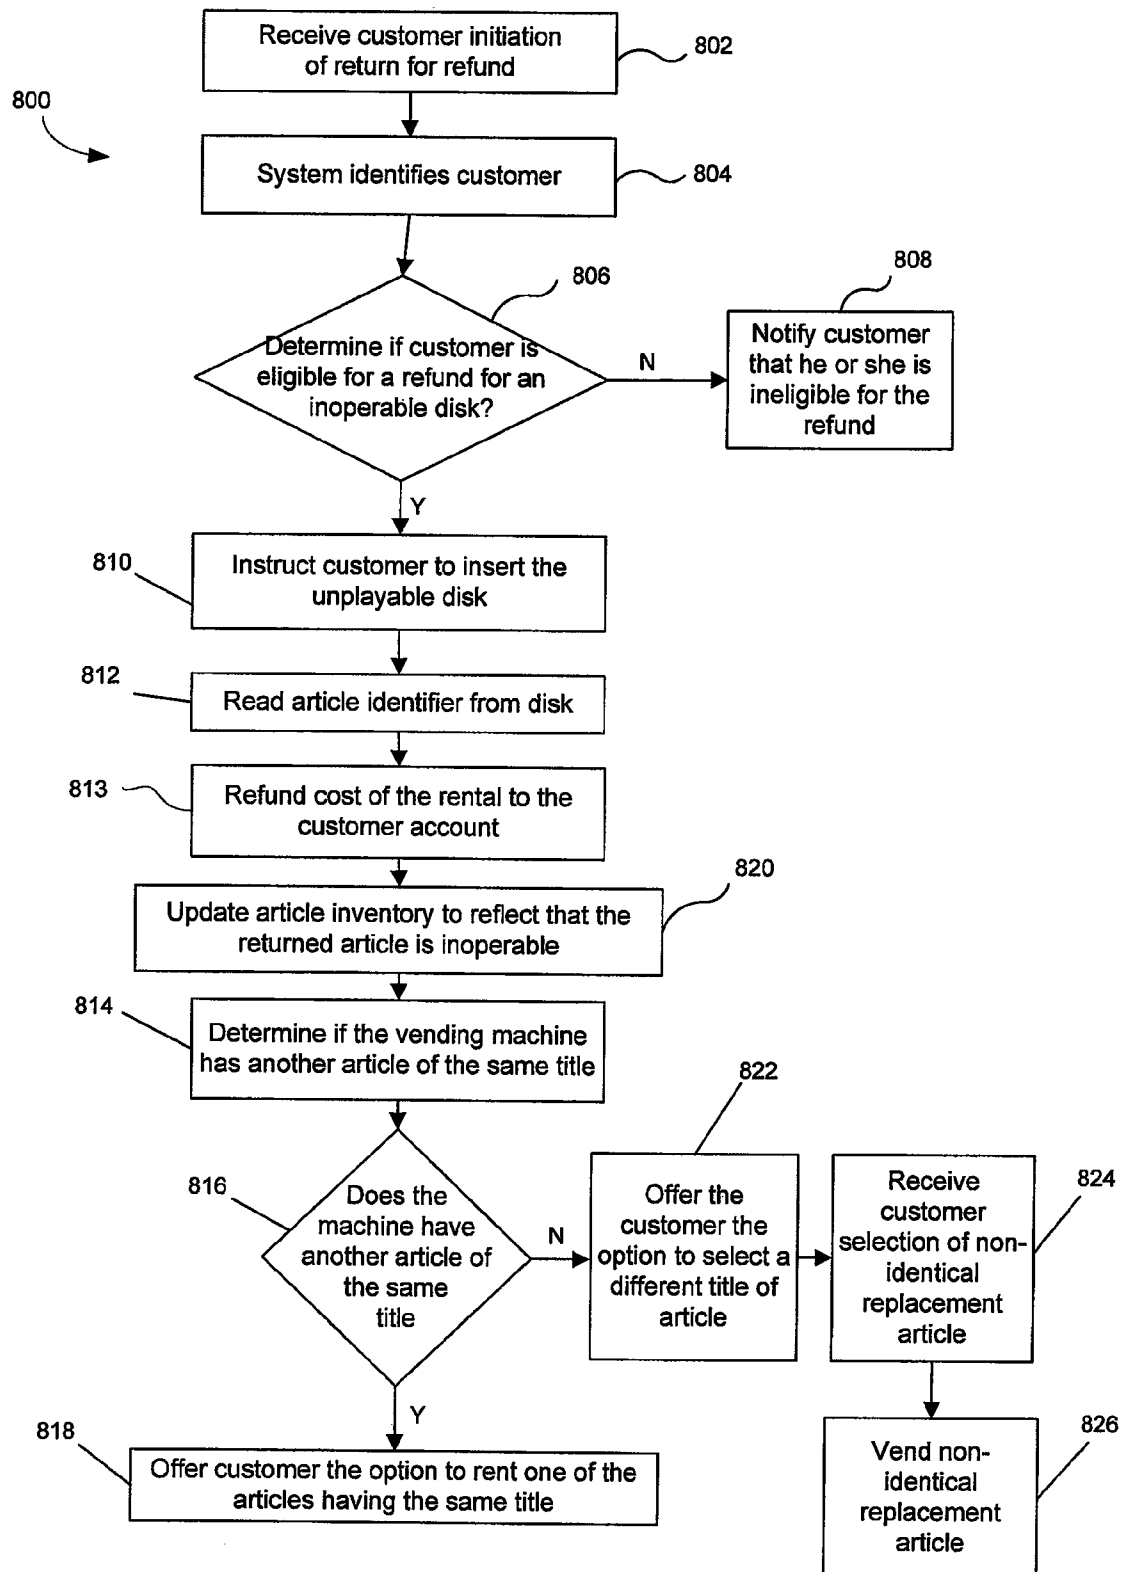 Receive customer initiation
of return for refund
802
800
System identifies customer
804
806
808
Determine if customer is
eligible for a refund for an
inoperable disk?
N
Notify customer
that he or she is
ineligible for the
refund
Y
810
Instruct customer to insert the
unplayable disk
812
Read article identifier from disk
813
Refund cost of the rental to the
customer account
820
Update article inventory to reflect that the
returned article is inoperable
814
Determine if the vending machine
has another article of the same title
822
816
Does the
machine have
another article of
the same
title
N
Offer the
customer the
option to select a
different title of
article
Receive
customer
selection of non-
identical
replacement
article
824
Y
818
Offer customer the option to rent one of the
articles having the same title
Vend non-
identical
replacement
article
826